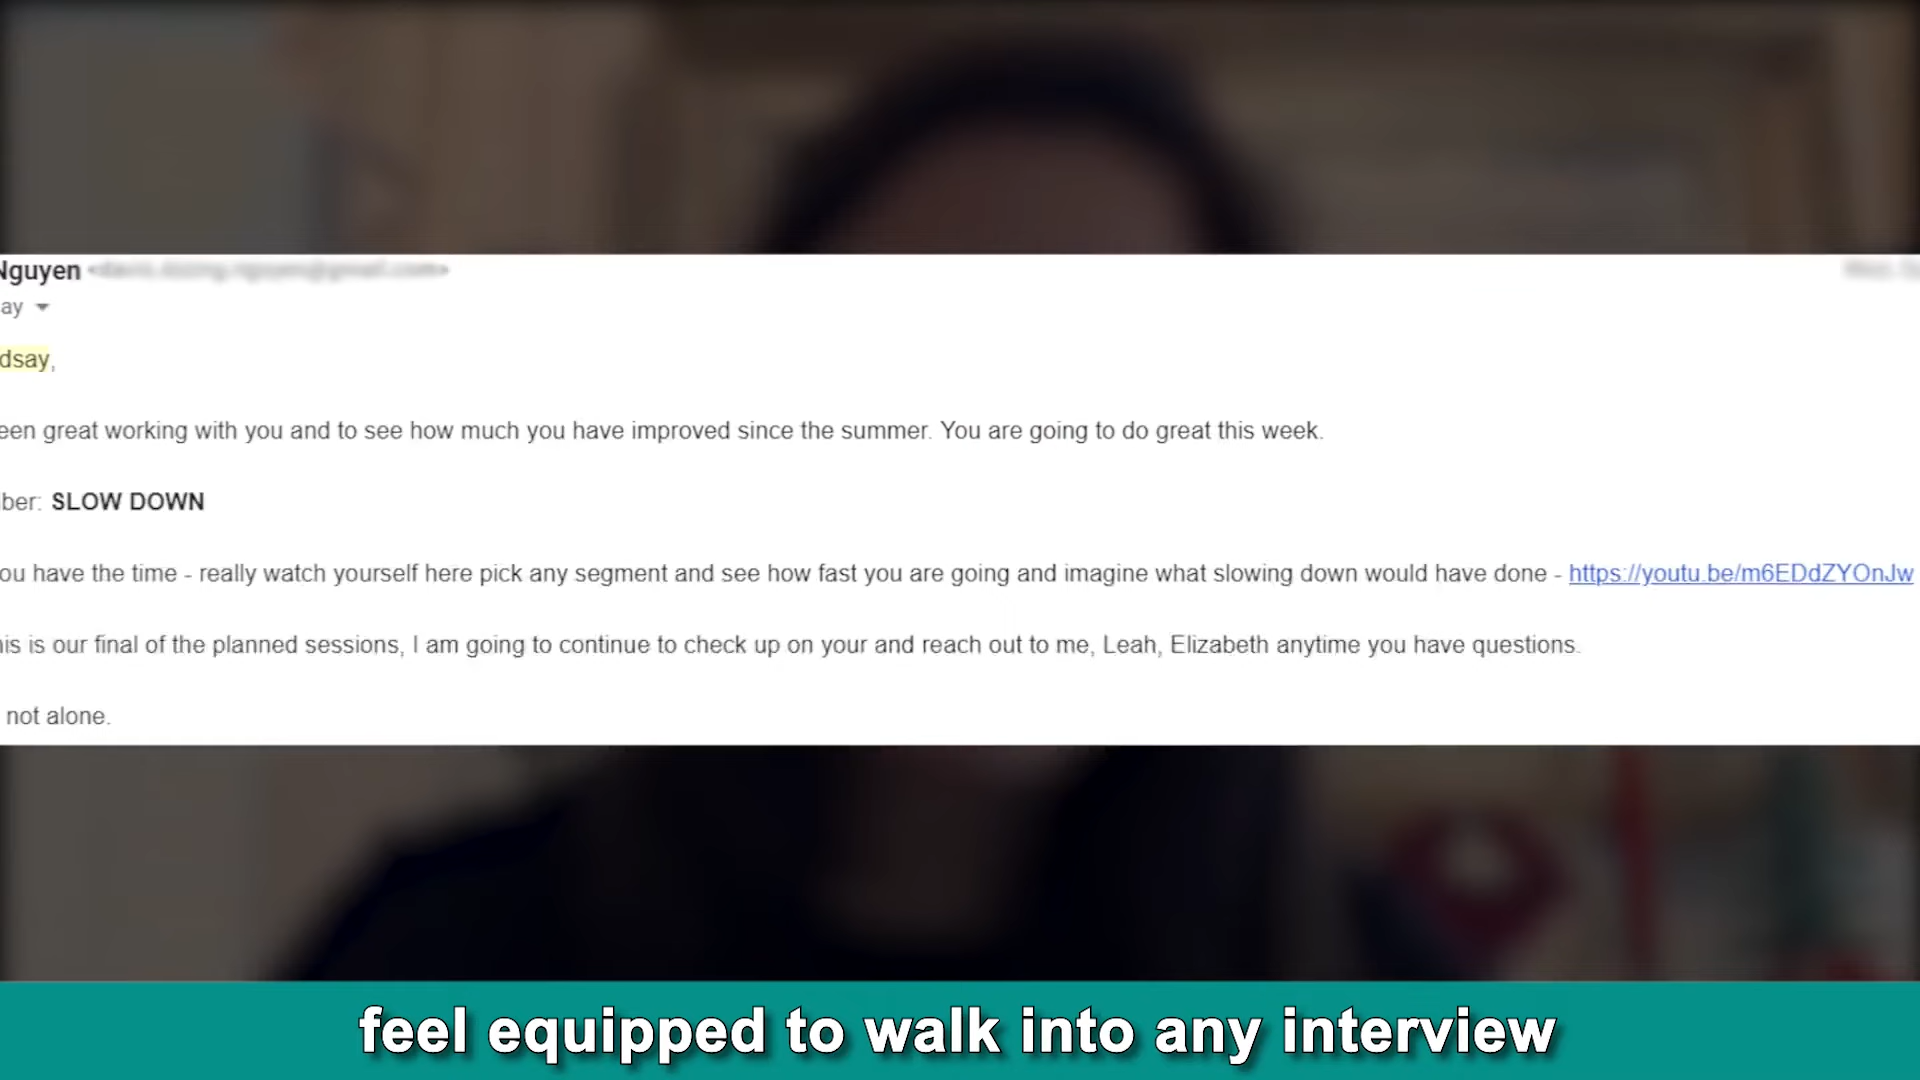 Nguyen
ay
dsay,
een great working with you and to see how much you have improved since the summer. You are going to do great this week.
ber: SLOW DOWN
ou have the time - really watch yourself here pick any segment and see how fast you are going and imagine what slowing down would have done - https://youtu.be/m6EDdZYOnJw
is is our final of the planned sessions, I am going to continue to check up on your and reach out to me, Leah, Elizabeth anytime you have questions.
not alone.
feel equipped to walk into any interview